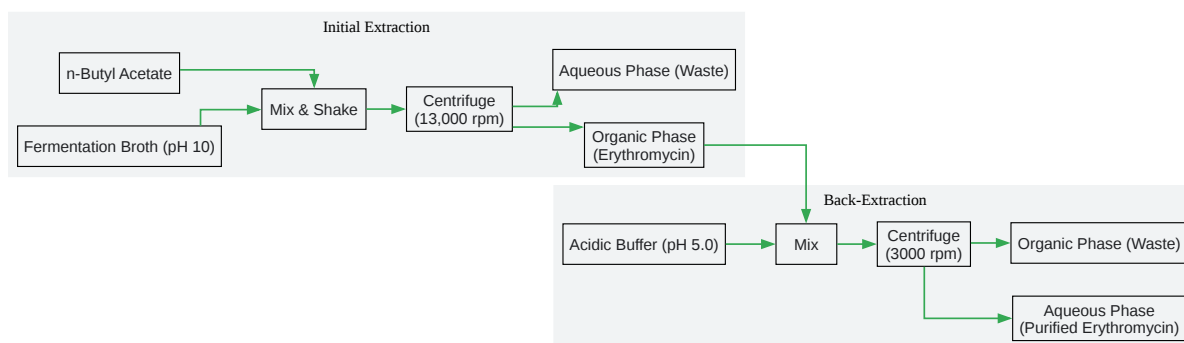 Initial Extraction
n-Butyl Acetate
Fermentation Broth (pH 10)
Mix & Shake
Centrifuge
(13,000 rpm)
Aqueous Phase (Waste)
Organic Phase
(Erythromycin)
Back-Extraction
Acidic Buffer (pH 5.0)
Mix
Centrifuge
(3000 rpm)
Organic Phase (Waste)
Aqueous Phase
(Purified Erythromycin)